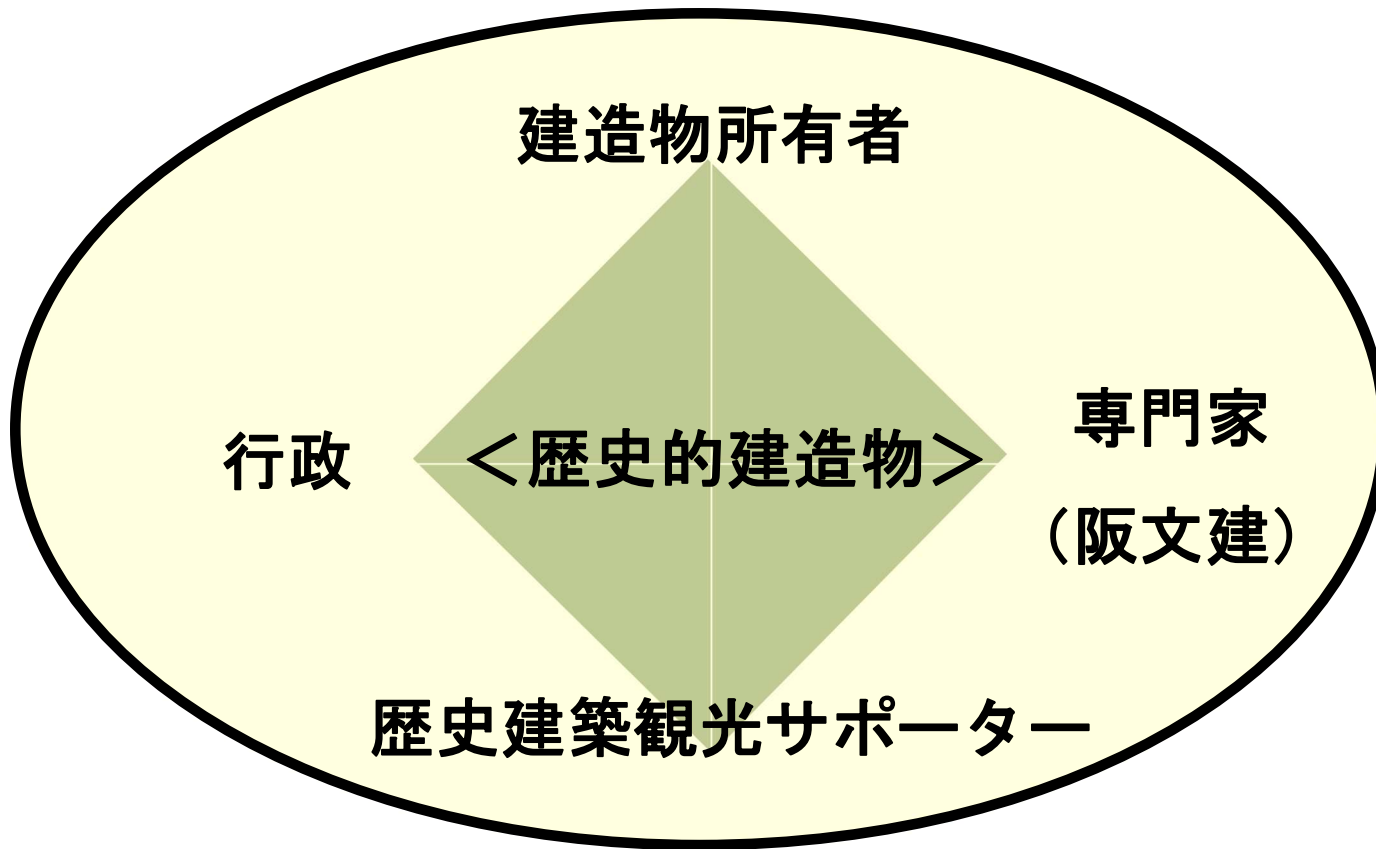 建造物所有者
行政
＜歴史的建造物＞
専門家
（阪文建）
歴史建築観光サポーター